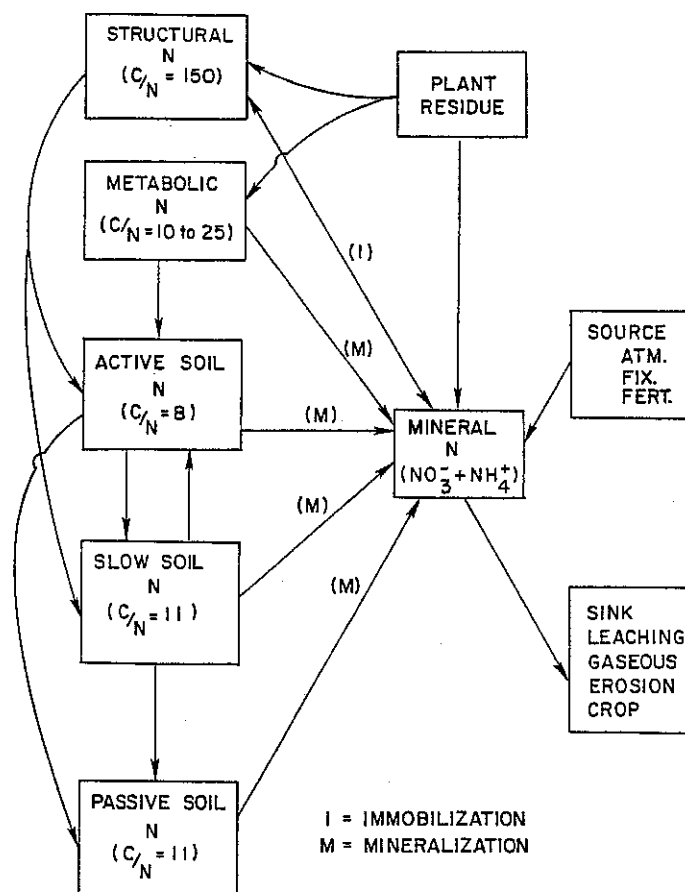 STRUCTURAL
N
(C/N = 150)
PLANT
RESIDUE
METABOLIC
N
(C/N = 10 to 25)
(I)
(M)
ACTIVE SOIL
N
(C/N = 8)
(M)
SOURCE
ATM.
FIX.
FERT.
MINERAL
N
(NO3- + NH4+)
(M)
SLOW SOIL
N
(C/N = 11)
(M)
SINK
LEACHING
GASEOUS
EROSION
CROP
PASSIVE SOIL
N
(C/N = 11)
I = IMMOBILIZATION
M = MINERALIZATION